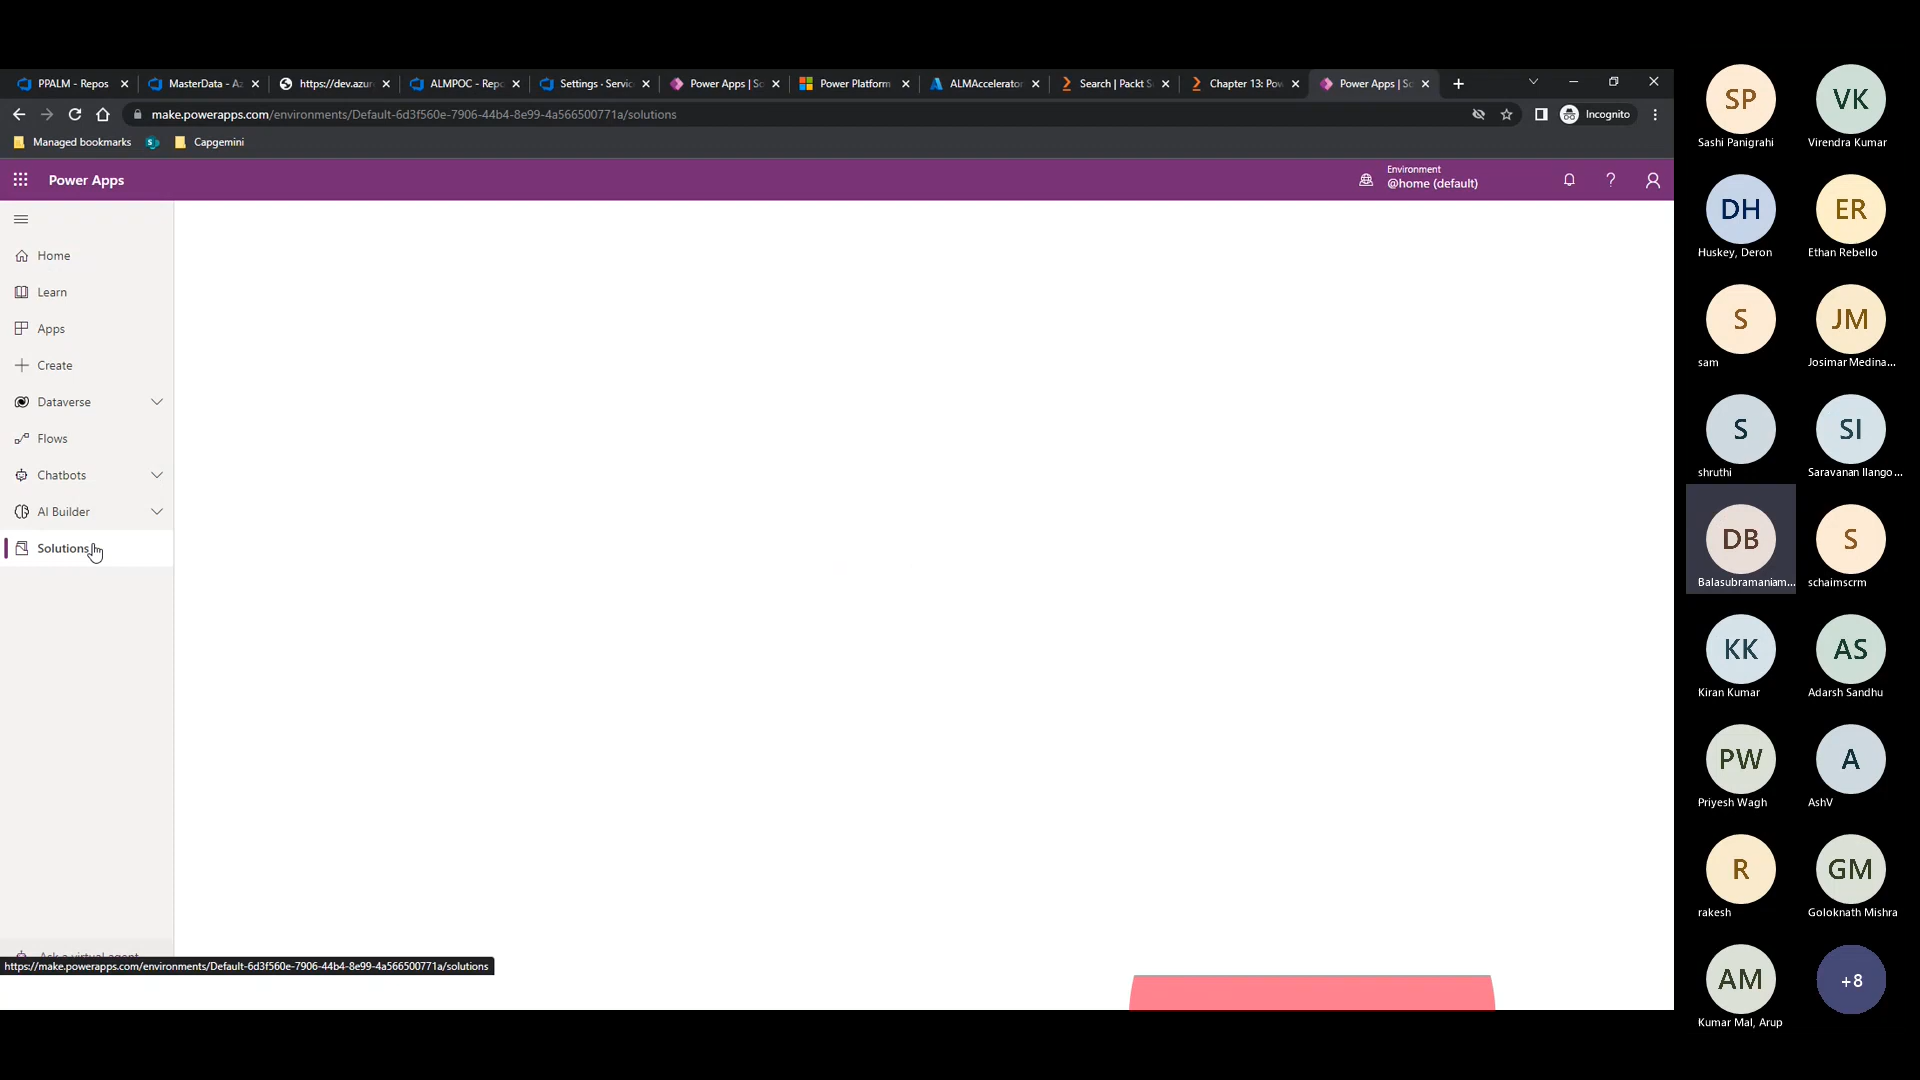 PPALM - Repos
MasterData - Az
https://dev.azur
ALMPOC - Repo
Settings - Servic
Power Apps | So
Power Platform
ALMAccelerator
Search | Packt S
Chapter 13: Pow
Power Apps | So
make.powerapps.com/environments/Default-6d3f560e-7906-44b4-8e99-4a566500771a/solutions
Incognito
Managed bookmarks
Capgemini
Power Apps
Environment
@home (default)
Home
Learn
Apps
Create
Dataverse
Flows
Chatbots
AI Builder
Solutions
Ask a virtual agent
https://make.powerapps.com/environments/Default-6d3f560e-7906-44b4-8e99-4a566500771a/solutions
SP
Sashi Panigrahi
VK
Virendra Kumar
DH
Huskey, Deron
ER
Ethan Rebello
S
sam
JM
Josimar Medina...
S
shruthi
SI
Saravanan Ilango ...
DB
Balasubramaniam...
S
schaimscrm
KK
Kiran Kumar
AS
Adarsh Sandhu
PW
Priyesh Wagh
A
AshV
R
rakesh
GM
Goloknath Mishra
AM
Kumar Mal, Arup
+8